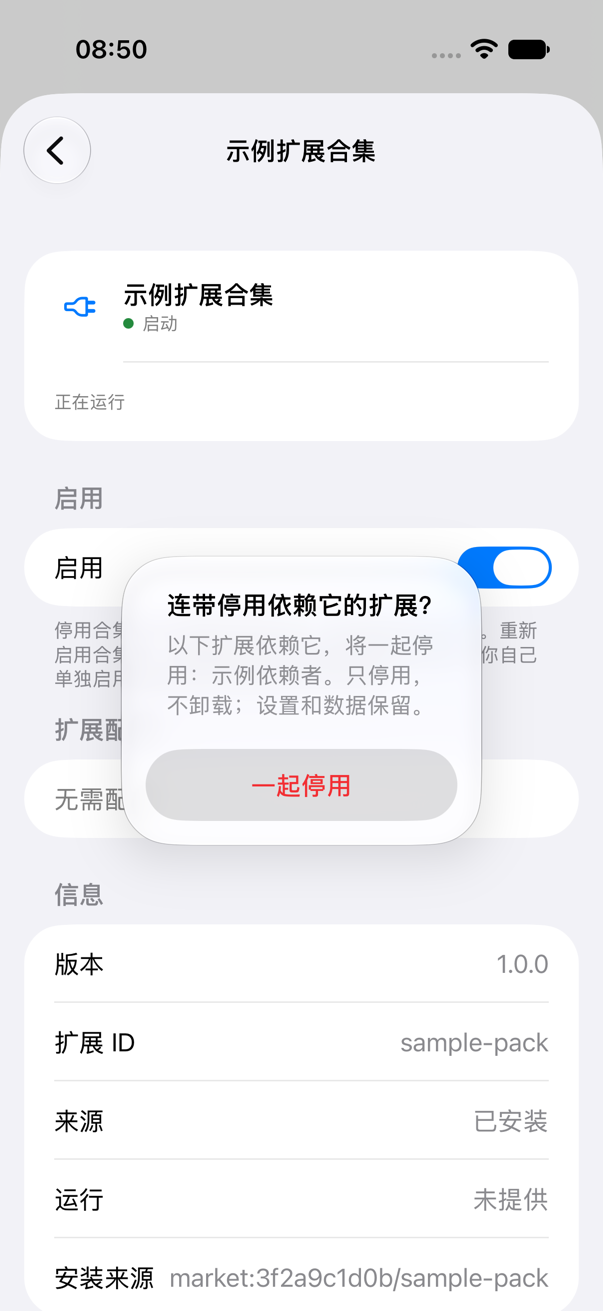 08:50
示例扩展合集
示例扩展合集
启动
正在运行
启用
启用
停用合集
。重新
启用合集
你自己
单独启用
连带停用依赖它的扩展?
以下扩展依赖它，将一起停
用：示例依赖者。只停用，
不卸载；设置和数据保留。
一起停用
扩展配
无需配
信息
版本
1.0.0
扩展 ID
sample-pack
来源
已安装
运行
未提供
安装来源
market:3f2a9c1d0b/sample-pack